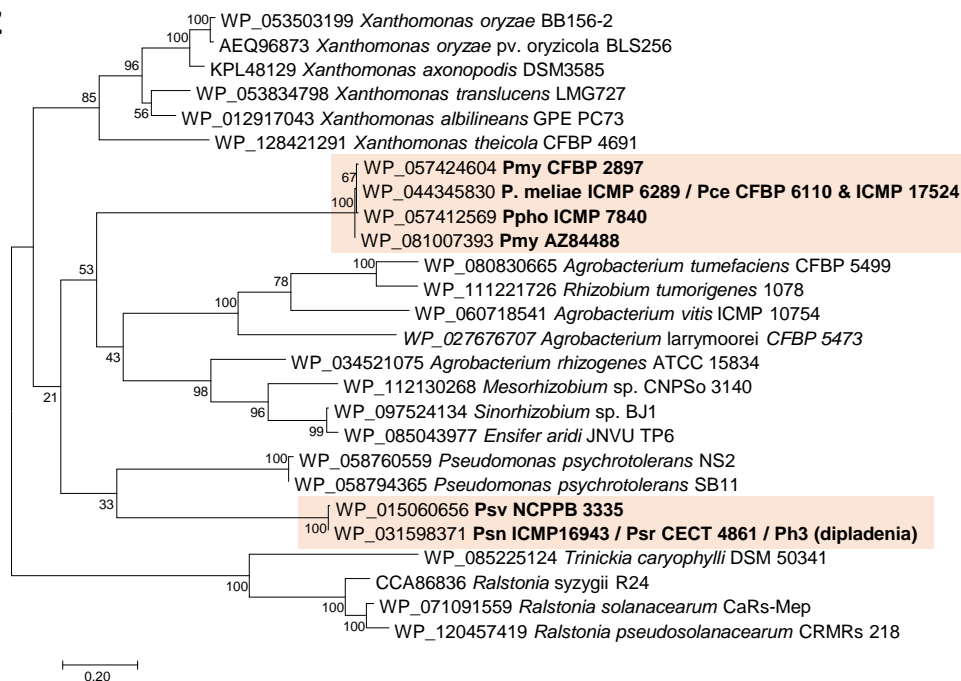 100 WP_053503199 Xanthomonas oryzae BB156-2
100 AEQ96873 Xanthomonas oryzae pv. oryzicola BLS256
KPL48129 Xanthomonas axonopodis DSM3585
96
WP_053834798 Xanthomonas translucens LMG727
85
56 WP_012917043 Xanthomonas albilineans GPE PC73
WP_128421291 Xanthomonas theicola CFBP 4691
WP_057424604 Pmy CFBP 2897
67
WP_044345830 P. meliae ICMP 6289 / Pce CFBP 6110 & ICMP 17524
100
WP_057412569 Ppho ICMP 7840
WP_081007393 Pmy AZ84488
100 WP_080830665 Agrobacterium tumefaciens CFBP 5499
53
78
WP_111221726 Rhizobium tumorigenes 1078
100
WP_060718541 Agrobacterium vitis ICMP 10754
WP_027676707 Agrobacterium larrymoorei CFBP 5473
43
WP_034521075 Agrobacterium rhizogenes ATCC 15834
98
WP_112130268 Mesorhizobium sp. CNPSo 3140
21
96
WP_097524134 Sinorhizobium sp. BJ1
99 WP_085043977 Ensifer aridi JNVU TP6
100 WP_058760559 Pseudomonas psychrotolerans NS2
WP_058794365 Pseudomonas psychrotolerans SB11
33
WP_015060656 Psv NCPPB 3335
100 WP_031598371 Psn ICMP16943 / Psr CECT 4861 / Ph3 (dipladenia)
WP_085225124 Trinickia caryophylli DSM 50341
100
CCA86836 Ralstonia syzygii R24
100
WP_071091559 Ralstonia solanacearum CaRs-Mep
100
WP_120457419 Ralstonia pseudosolanacearum CRMRs 218
0.20